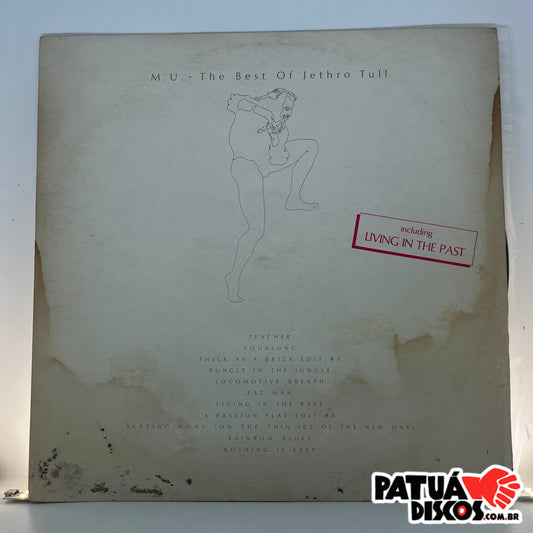 M.U. - The Best Of Jethro Tull
including
LIVING IN THE PAST
TEACHER
AQUALUNG
THICK AS A BRICK EDIT #1
BUNGLE IN THE JUNGLE
LOCOMOTIVE BREATH
FAT MAN
LIVING IN THE PAST
A PASSION PLAY EDIT #8
SKATING AWAY (ON THE THIN ICE OF THE NEW DAY)
RAINBOW BLUES
NOTHING IS EASY
PATUÁ
DISCOS.COM.BR